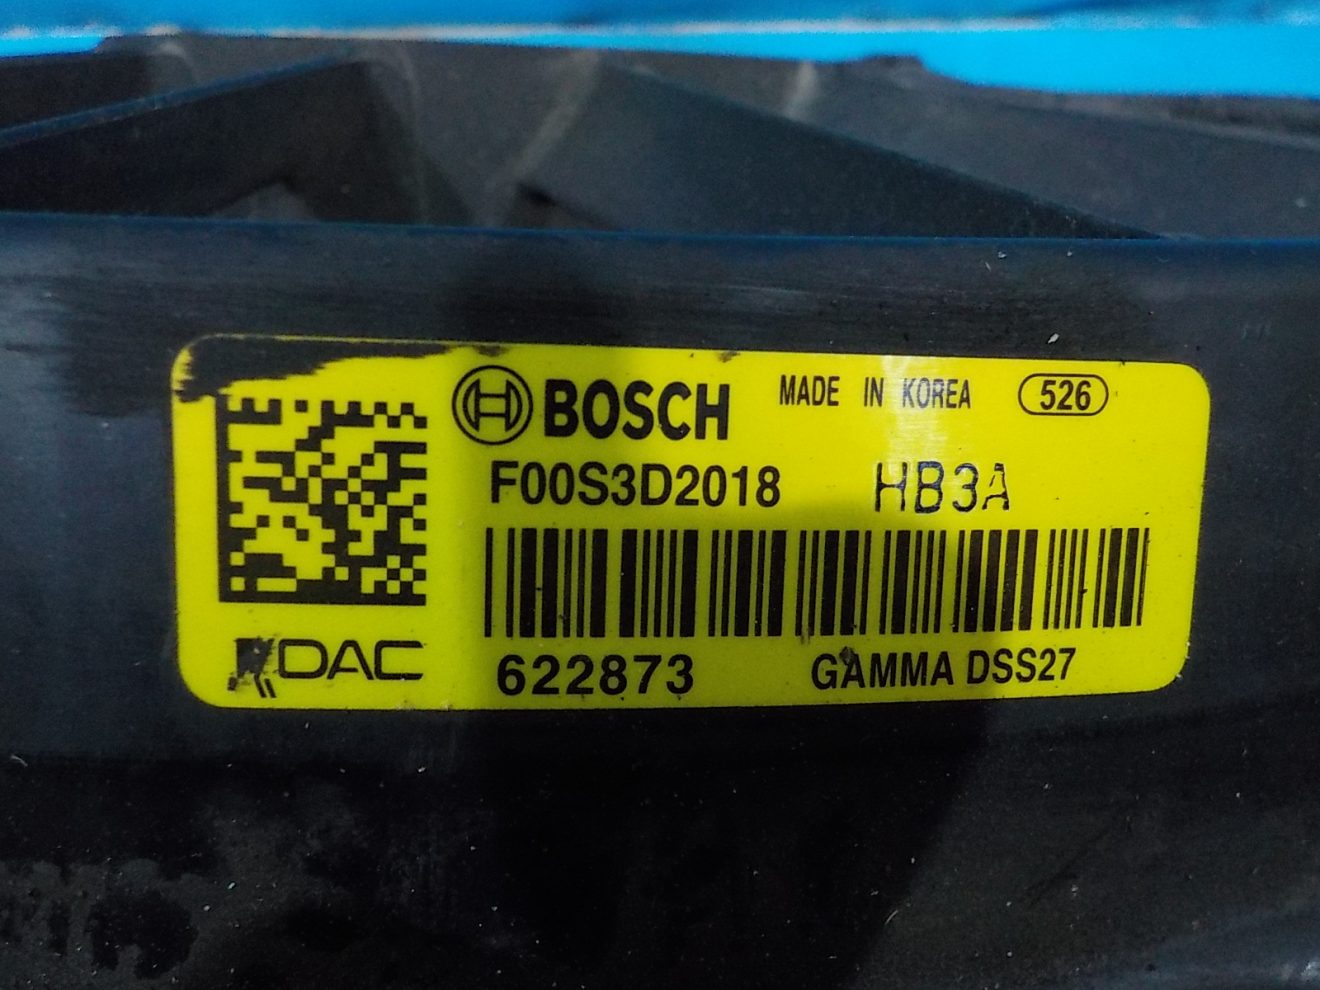 BOSCH MADE IN KOREA 526
F00S3D2018 HB3A
DAC 622873 GAMMA DSS27